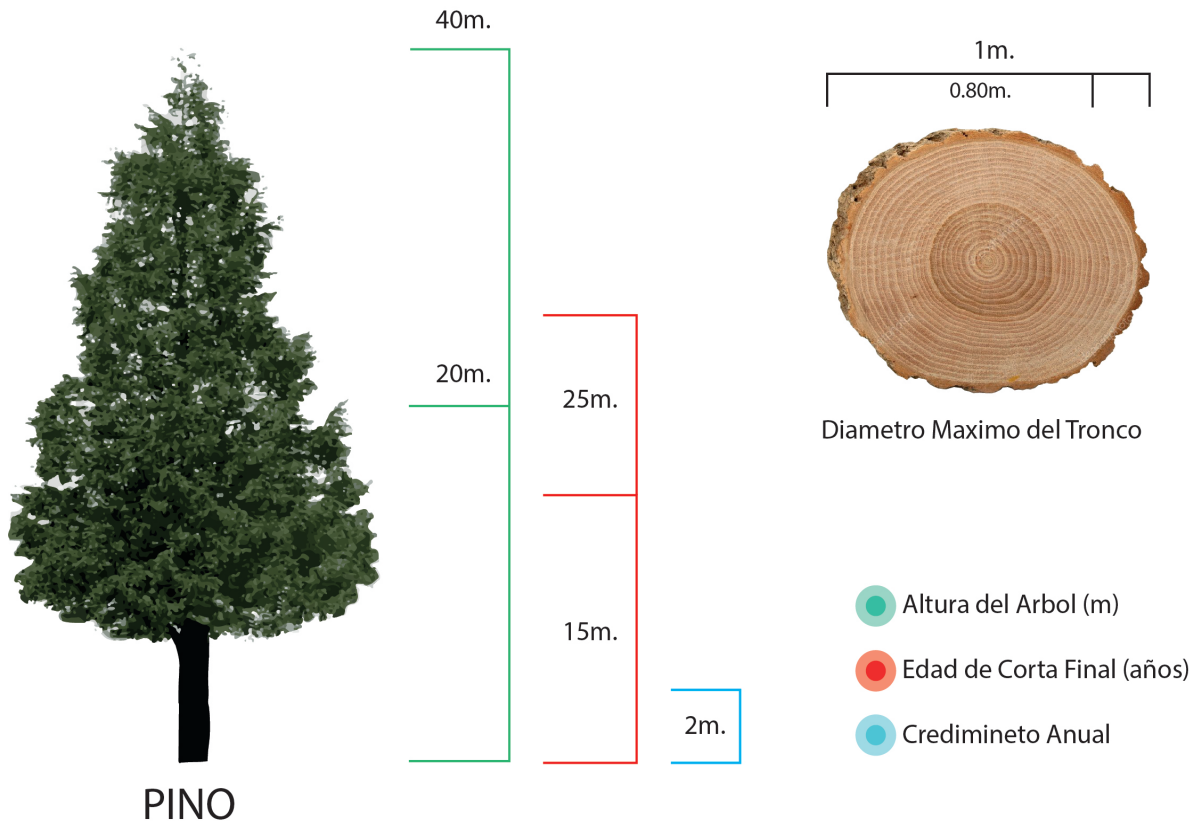 40m.
20m.
25m.
15m.
2m.
PINO
1m.
0.80m.
Diametro Maximo del Tronco
Altura del Arbol (m)
Edad de Corta Final (años)
Credimineto Anual